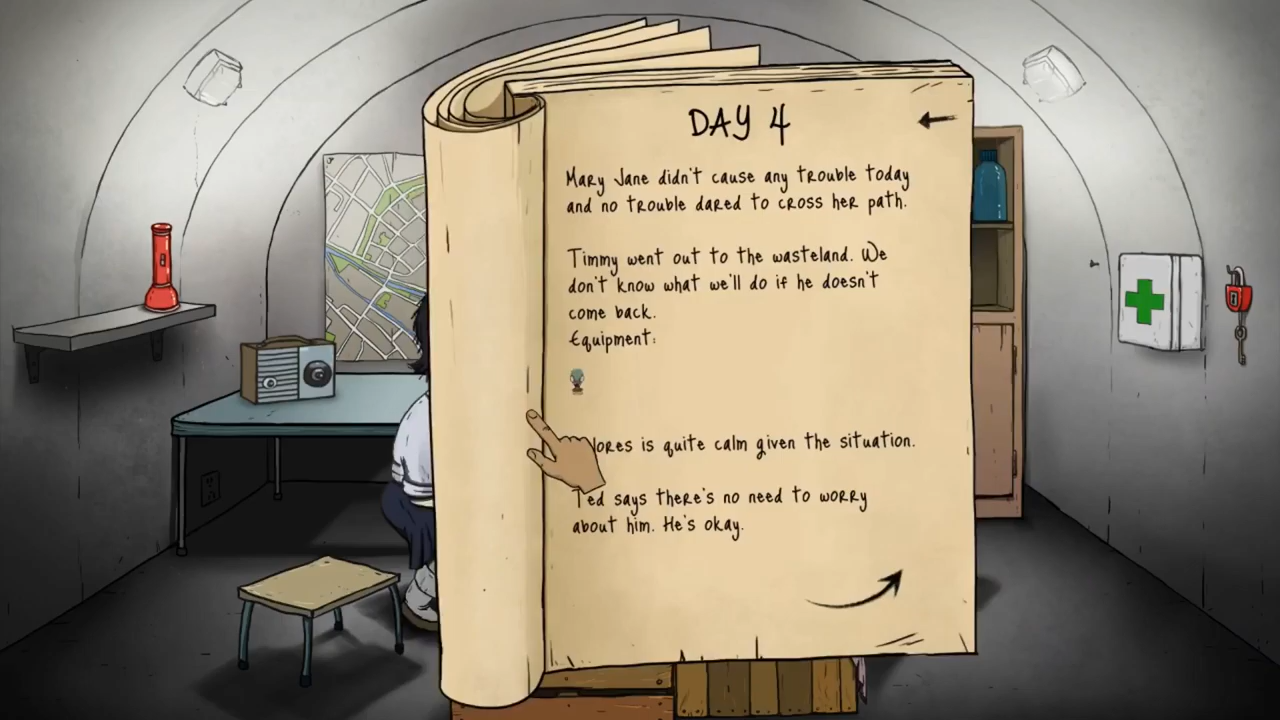 DAY 4
Mary Jane didn't cause any trouble today
and no trouble dared to cross her path.
Timmy went out to the wasteland. We
don't know what we'll do if he doesn't
come back.
Equipment:
is quite calm given the situation.
Ted says there's no need to worry
about him. He's okay.